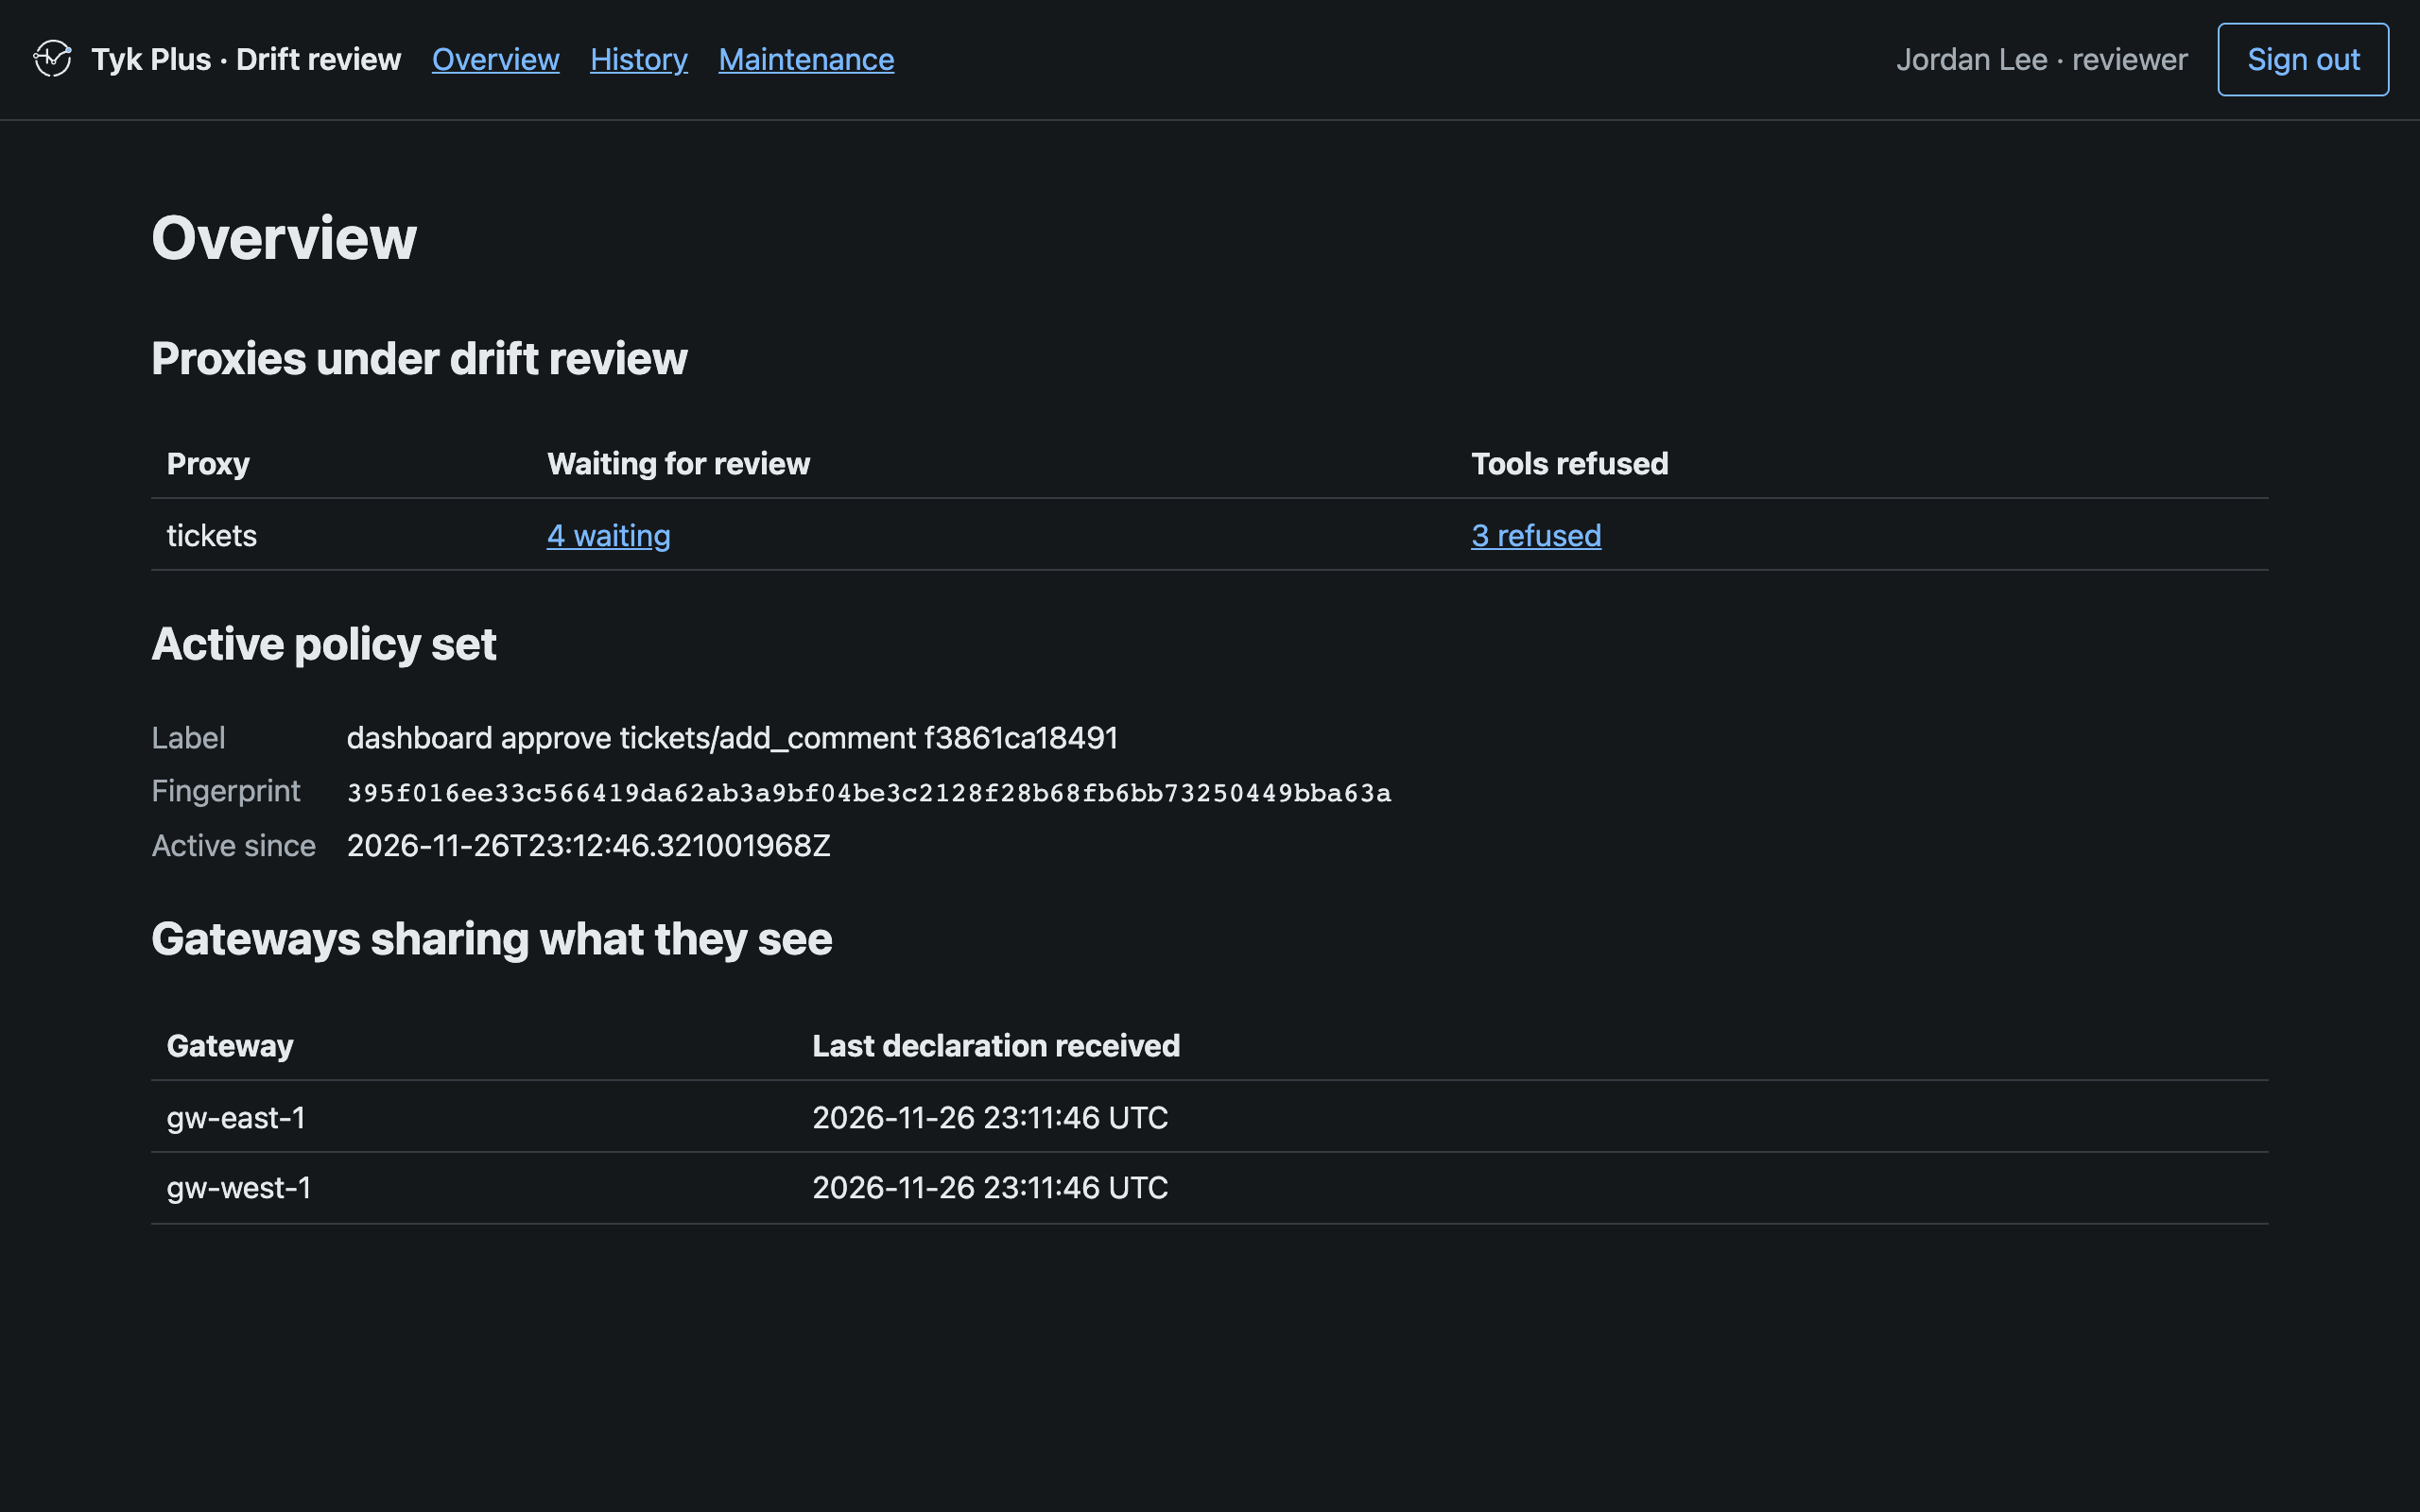 Tyk Plus · Drift review Overview History Maintenance Jordan Lee · reviewer Sign out
Overview
Proxies under drift review
Proxy Waiting for review Tools refused
tickets 4 waiting 3 refused
Active policy set
Label dashboard approve tickets/add_comment f3861ca18491
Fingerprint 395f016ee33c566419da62ab3a9bf04be3c2128f28b68fb6bb73250449bba63a
Active since 2026-11-26T23:12:46.321001968Z
Gateways sharing what they see
Gateway Last declaration received
gw-east-1 2026-11-26 23:11:46 UTC
gw-west-1 2026-11-26 23:11:46 UTC